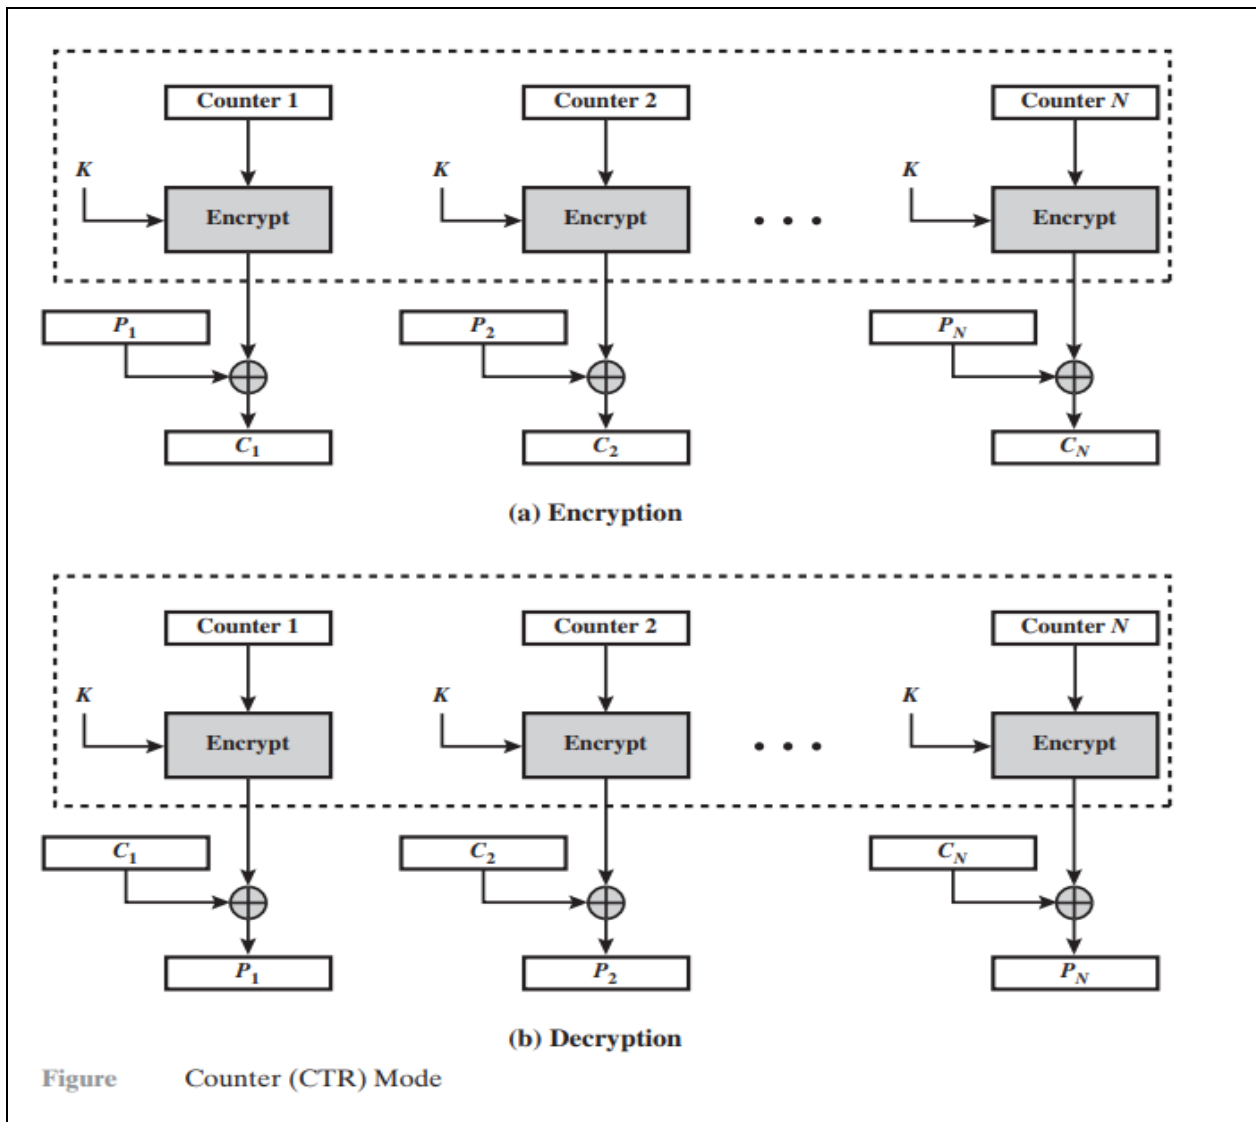 Counter 1 Counter 2 Counter N
K K K
Encrypt Encrypt • • • Encrypt
P1 P2 PN
C1 C2 CN
(a) Encryption
Counter 1 Counter 2 Counter N
K K K
Encrypt Encrypt • • • Encrypt
C1 C2 CN
P1 P2 PN
(b) Decryption
Figure Counter (CTR) Mode